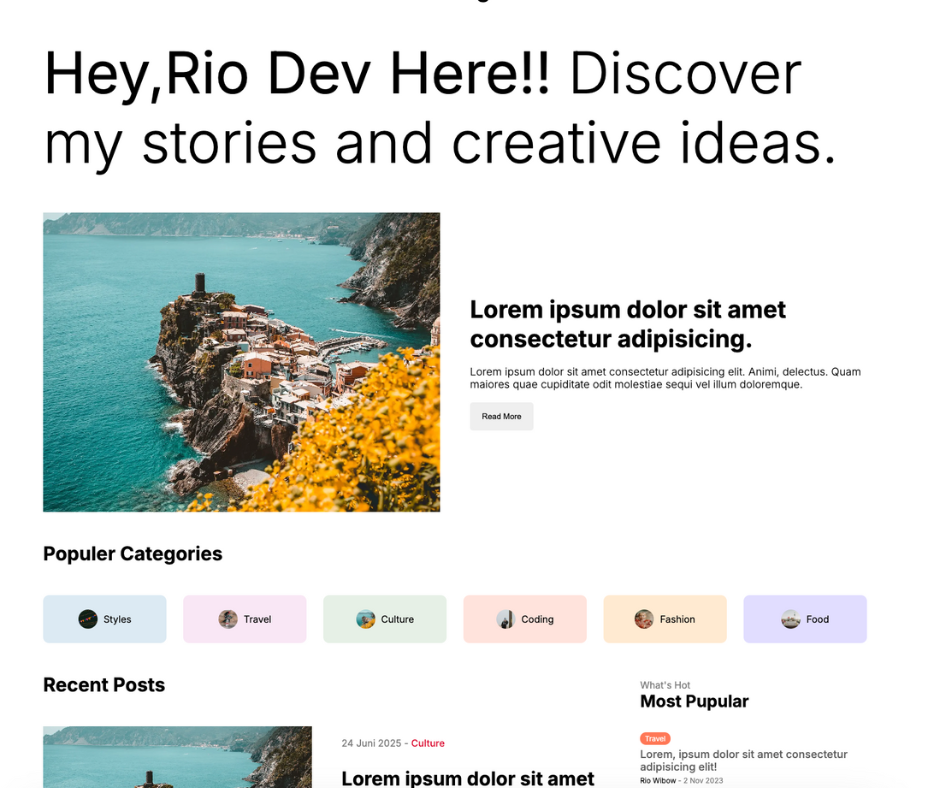 Hey,Rio Dev Here!! Discover
my stories and creative ideas.
Lorem ipsum dolor sit amet
consectetur adipisicing.
Lorem ipsum dolor sit amet consectetur adipisicing elit. Animi, delectus. Quam
maiores quae cupiditate odit molestiae sequi vel illum doloremque.
Read More
Populer Categories
Styles
Travel
Culture
Coding
Fashion
Food
Recent Posts
24 Juni 2025 - Culture
Lorem ipsum dolor sit amet
What's Hot
Most Pupular
Travel
Lorem, ipsum dolor sit amet consectetur
adipisicing elit!
Rio Wibow - 2 Nov 2023